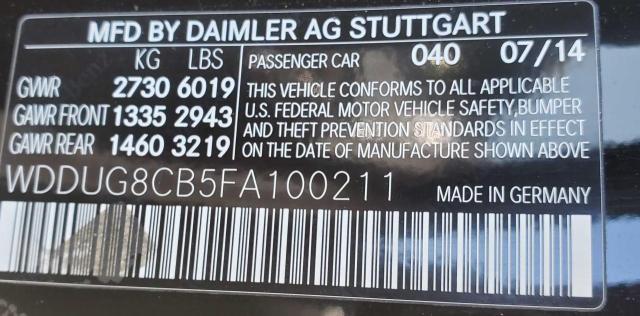 MFD BY DAIMLER AG STUTTGART
KG LBS
PASSENGER CAR 040 07/14
GVWR 2730 6019
GAWR FRONT 1335 2943
GAWR REAR 1460 3219
THIS VEHICLE CONFORMS TO ALL APPLICABLE
U.S. FEDERAL MOTOR VEHICLE SAFETY, BUMPER
AND THEFT PREVENTION STANDARDS IN EFFECT
ON THE DATE OF MANUFACTURE SHOWN ABOVE
WDDUG8CB5FA100211
MADE IN GERMANY